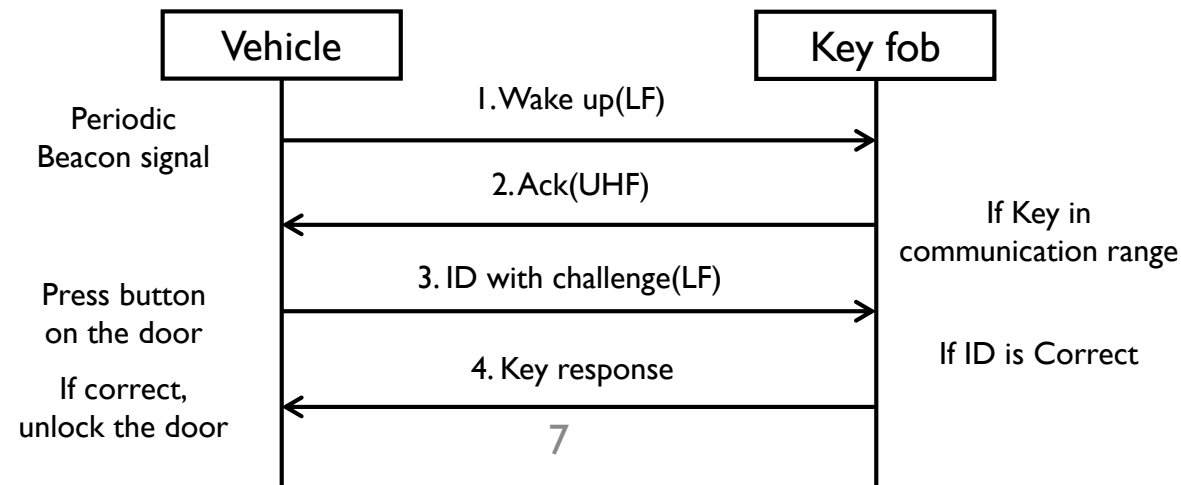 Vehicle
Key fob
1. Wake up(LF)
Periodic
Beacon signal
2. Ack(UHF)
If Key in
communication range
3. ID with challenge(LF)
Press button
on the door
If ID is Correct
4. Key response
If correct,
unlock the door
7